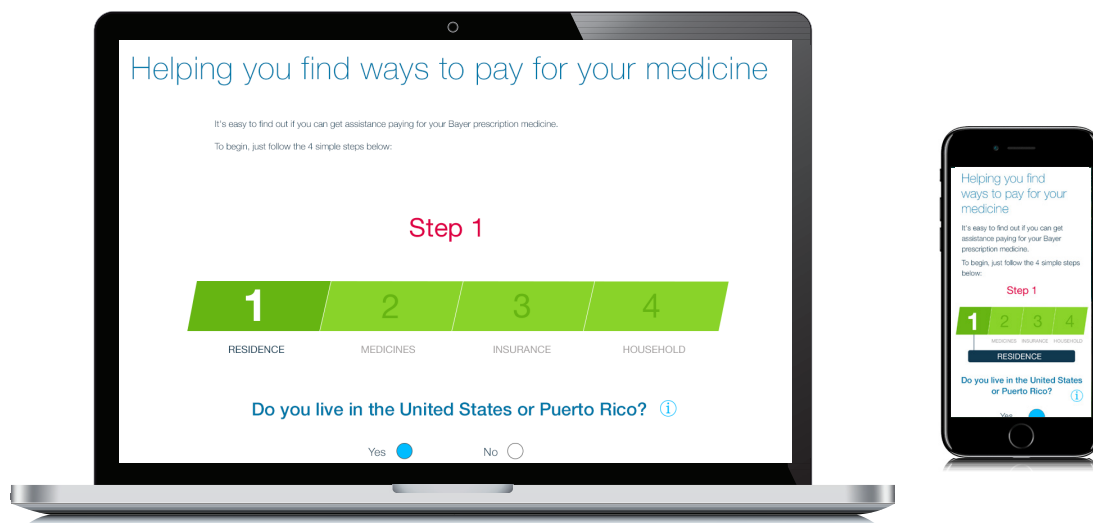 Helping you find ways to pay for your medicine
It's easy to find out if you can get assistance paying for your Bayer prescription medicine.
To begin, just follow the 4 simple steps below:
Step 1
1 2 3 4
RESIDENCE MEDICINES INSURANCE HOUSEHOLD
Do you live in the United States or Puerto Rico? i
Yes No
Helping you find
ways to pay for your
medicine
It's easy to find out if you can get
assistance paying for your Bayer
prescription medicine.
To begin, just follow the 4 simple steps
below:
Step 1
1 2 3 4
MEDICINES INSURANCE HOUSEHOLD
RESIDENCE
Do you live in the United States
or Puerto Rico? i
Yes